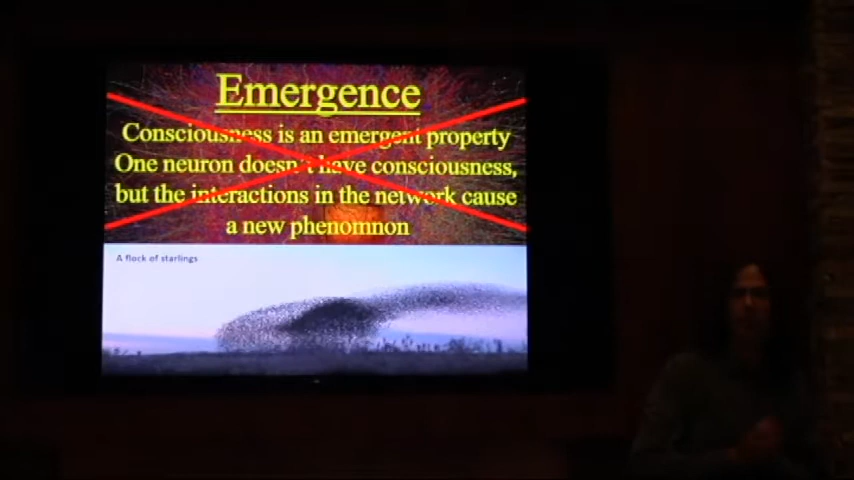 Emergence
Consciousness is an emergent property
One neuron doesn't have consciousness,
but the interactions in the network cause
a new phenomnon
A flock of starlings